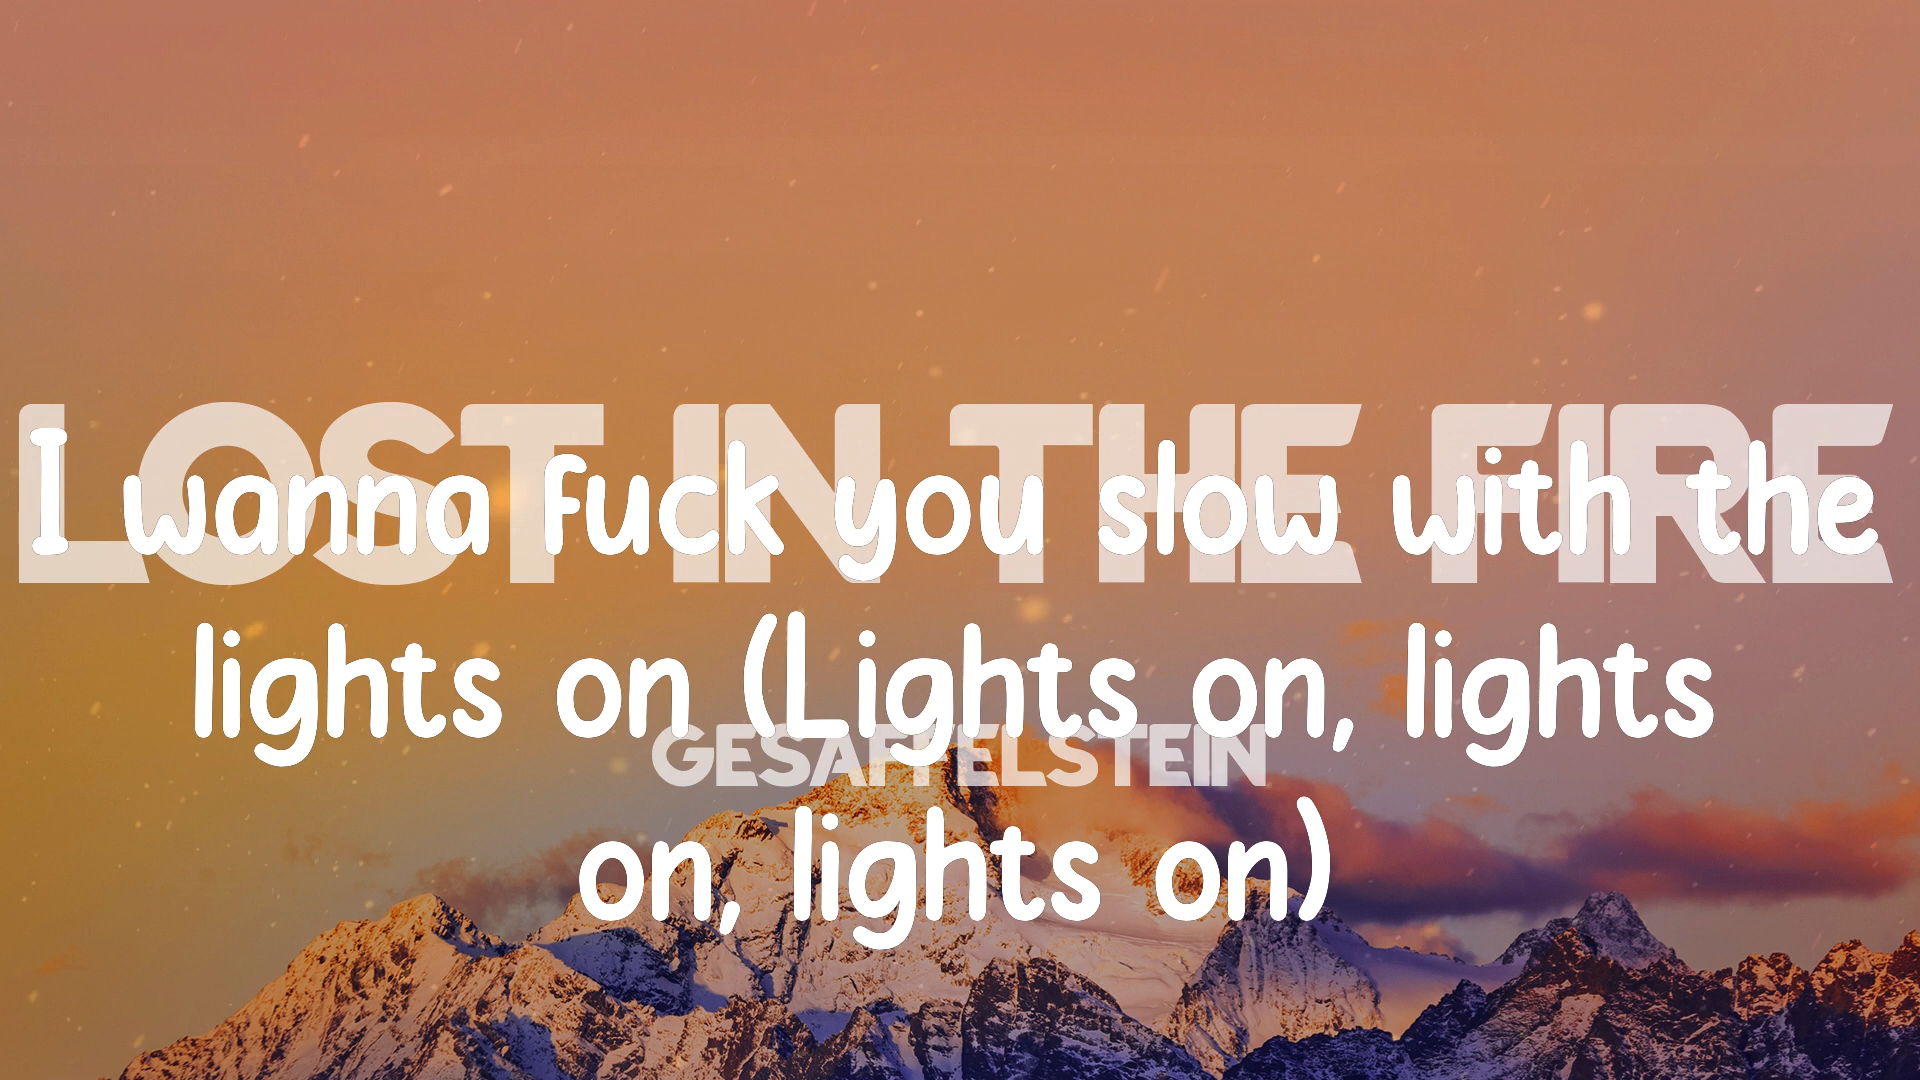 LOST IN THE FIRE
I wanna fuck you slow with the
lights on (Lights on, lights
GESAFFELSTEIN
on, lights on)